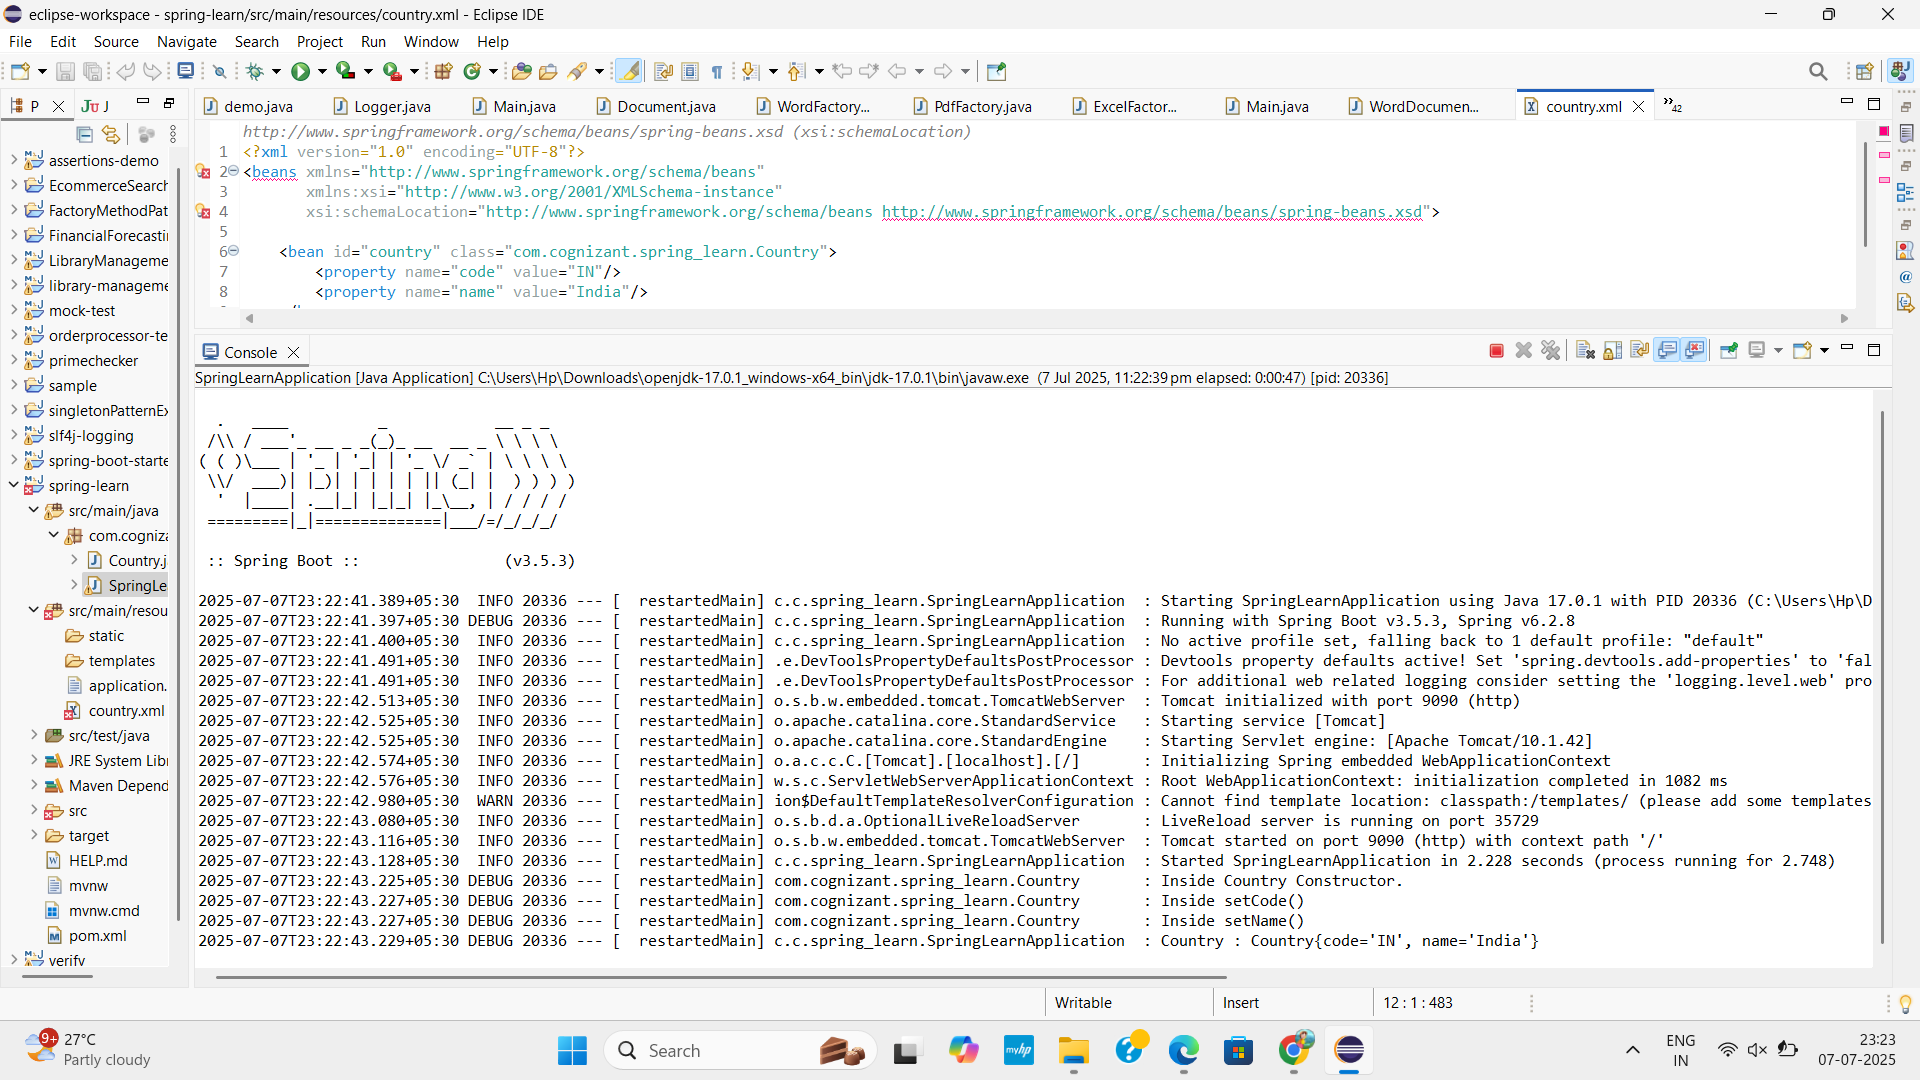 eclipse-workspace - spring-learn/src/main/resources/country.xml - Eclipse IDE
File Edit Source Navigate Search Project Run Window Help
P Ju J
demo.java Logger.java Main.java Document.java WordFactory... PdfFactory.java ExcelFactor... Main.java WordDocumen... country.xml »42
assertions-demo
EcommerceSearch
FactoryMethodPat
FinancialForecasti
LibraryManageme
library-manageme
mock-test
orderprocessor-te
primechecker
sample
singletonPatternEx
slf4j-logging
spring-boot-starte
spring-learn
src/main/java
com.cogniza
Country.j
SpringLe
src/main/resou
static
templates
application.
country.xml
src/test/java
JRE System Libr
Maven Depend
src
target
HELP.md
mvnw
mvnw.cmd
pom.xml
verify
http://www.springframework.org/schema/beans/spring-beans.xsd (xsi:schemaLocation)
1 <?xml version="1.0" encoding="UTF-8"?>
2 <beans xmlns="http://www.springframework.org/schema/beans"
3 xmlns:xsi="http://www.w3.org/2001/XMLSchema-instance"
4 xsi:schemaLocation="http://www.springframework.org/schema/beans http://www.springframework.org/schema/beans/spring-beans.xsd">
5
6 <bean id="country" class="com.cognizant.spring_learn.Country">
7 <property name="code" value="IN"/>
8 <property name="name" value="India"/>
Console
SpringLearnApplication [Java Application] C:\Users\Hp\Downloads\openjdk-17.0.1_windows-x64_bin\jdk-17.0.1\bin\javaw.exe (7 Jul 2025, 11:22:39 pm elapsed: 0:00:47) [pid: 20336]
  .   ____          _            __ _ _
 /\\ / ___'_ __ _ _(_)_ __  __ _ \ \ \ \
( ( )\___ | '_ | '_| | '_ \/ _` | \ \ \ \
 \\/  ___)| |_)| | | | | || (_| |  ) ) ) )
  '  |____| .__|_| |_|_| |_\__, | / / / /
 =========|_|==============|___/=/_/_/_/
:: Spring Boot :: (v3.5.3)
2025-07-07T23:22:41.389+05:30  INFO 20336 --- [  restartedMain] c.c.spring_learn.SpringLearnApplication  : Starting SpringLearnApplication using Java 17.0.1 with PID 20336 (C:\Users\Hp\D
2025-07-07T23:22:41.397+05:30 DEBUG 20336 --- [  restartedMain] c.c.spring_learn.SpringLearnApplication  : Running with Spring Boot v3.5.3, Spring v6.2.8
2025-07-07T23:22:41.400+05:30  INFO 20336 --- [  restartedMain] c.c.spring_learn.SpringLearnApplication  : No active profile set, falling back to 1 default profile: "default"
2025-07-07T23:22:41.491+05:30  INFO 20336 --- [  restartedMain] .e.DevToolsPropertyDefaultsPostProcessor : Devtools property defaults active! Set 'spring.devtools.add-properties' to 'fal
2025-07-07T23:22:41.491+05:30  INFO 20336 --- [  restartedMain] .e.DevToolsPropertyDefaultsPostProcessor : For additional web related logging consider setting the 'logging.level.web' pro
2025-07-07T23:22:42.513+05:30  INFO 20336 --- [  restartedMain] o.s.b.w.embedded.tomcat.TomcatWebServer  : Tomcat initialized with port 9090 (http)
2025-07-07T23:22:42.525+05:30  INFO 20336 --- [  restartedMain] o.apache.catalina.core.StandardService   : Starting service [Tomcat]
2025-07-07T23:22:42.525+05:30  INFO 20336 --- [  restartedMain] o.apache.catalina.core.StandardEngine    : Starting Servlet engine: [Apache Tomcat/10.1.42]
2025-07-07T23:22:42.574+05:30  INFO 20336 --- [  restartedMain] o.a.c.c.C.[Tomcat].[localhost].[/]       : Initializing Spring embedded WebApplicationContext
2025-07-07T23:22:42.576+05:30  INFO 20336 --- [  restartedMain] w.s.c.ServletWebServerApplicationContext : Root WebApplicationContext: initialization completed in 1082 ms
2025-07-07T23:22:42.980+05:30  WARN 20336 --- [  restartedMain] ion$DefaultTemplateResolverConfiguration : Cannot find template location: classpath:/templates/ (please add some templates
2025-07-07T23:22:43.080+05:30  INFO 20336 --- [  restartedMain] o.s.b.d.a.OptionalLiveReloadServer       : LiveReload server is running on port 35729
2025-07-07T23:22:43.116+05:30  INFO 20336 --- [  restartedMain] o.s.b.w.embedded.tomcat.TomcatWebServer  : Tomcat started on port 9090 (http) with context path '/'
2025-07-07T23:22:43.128+05:30  INFO 20336 --- [  restartedMain] c.c.spring_learn.SpringLearnApplication  : Started SpringLearnApplication in 2.228 seconds (process running for 2.748)
2025-07-07T23:22:43.225+05:30 DEBUG 20336 --- [  restartedMain] com.cognizant.spring_learn.Country       : Inside Country Constructor.
2025-07-07T23:22:43.227+05:30 DEBUG 20336 --- [  restartedMain] com.cognizant.spring_learn.Country       : Inside setCode()
2025-07-07T23:22:43.227+05:30 DEBUG 20336 --- [  restartedMain] com.cognizant.spring_learn.Country       : Inside setName()
2025-07-07T23:22:43.229+05:30 DEBUG 20336 --- [  restartedMain] c.c.spring_learn.SpringLearnApplication  : Country : Country{code='IN', name='India'}
Writable Insert 12 : 1 : 483
9+ 27°C
Partly cloudy
Search
myhp
ENG
IN
23:23
07-07-2025